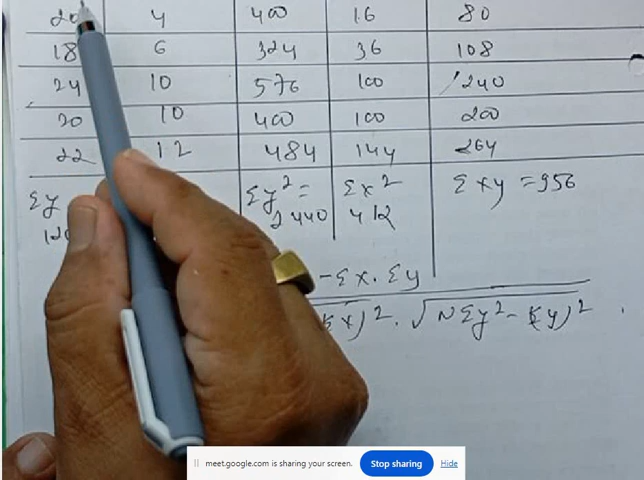 20 4 400 16 80
18 6 324 36 108
24 10 576 100 240
20 10 400 100 200
22 12 484 144 264
Σy Σy² = Σx² Σxy = 956
120 2440 412
- Σx . Σy
x)² . √NΣy² - (Σy)²
meet.google.com is sharing your screen. Stop sharing Hide